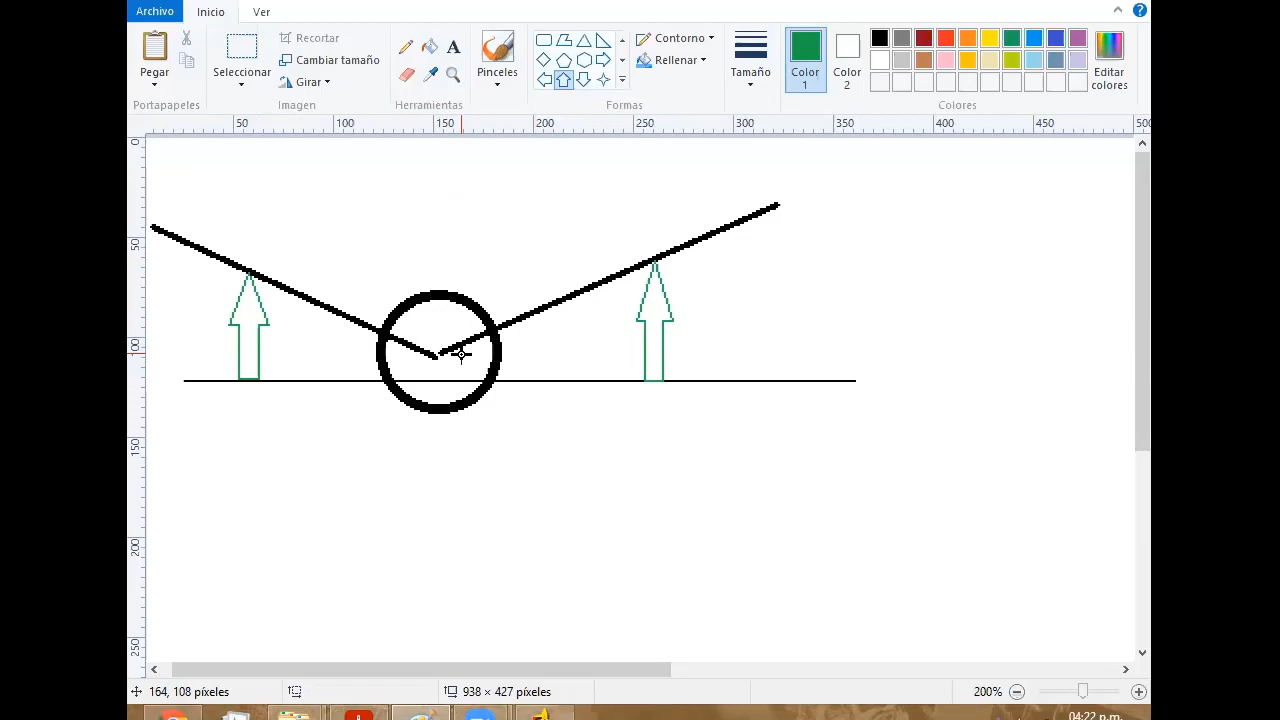 Archivo Inicio Ver
Pegar
Seleccionar
Recortar
Cambiar tamaño
Girar
A
Pinceles
Contorno
Rellenar
Tamaño
Color 1
Color 2
Editar colores
Portapapeles Imagen Herramientas Formas Colores
50 100 150 200 250 300 350 400 450 500
0
50
100
150
200
250
164, 108 píxeles 938 × 427 píxeles 200%
04:22 p.m.